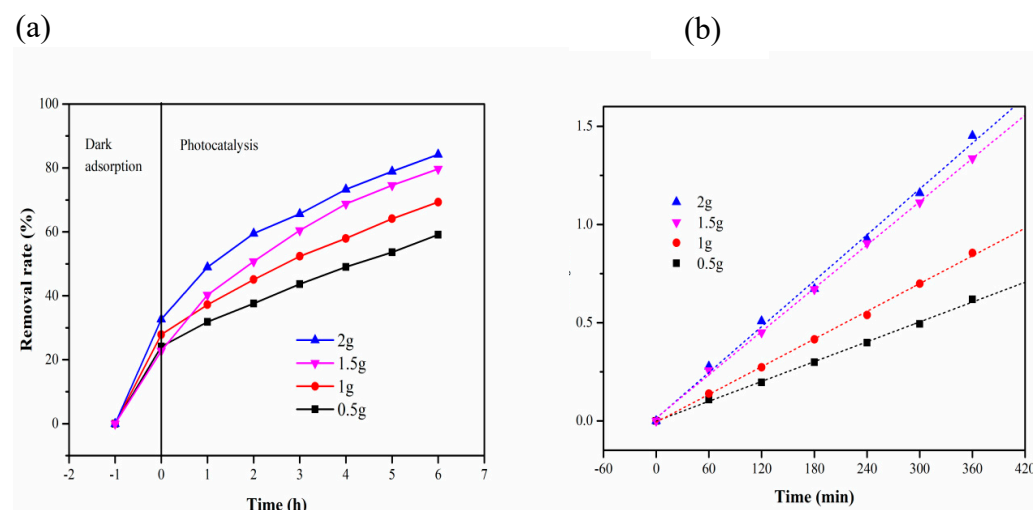 (a)
(b)
100
80
60
40
20
0
Removal rate (%)
Dark
adsorption
Photocatalysis
2g
1.5g
1g
0.5g
-2 -1 0 1 2 3 4 5 6 7
Time (h)
1.5
1.0
0.5
0.0
2g
1.5g
1g
0.5g
-60 0 60 120 180 240 300 360 420
Time (min)